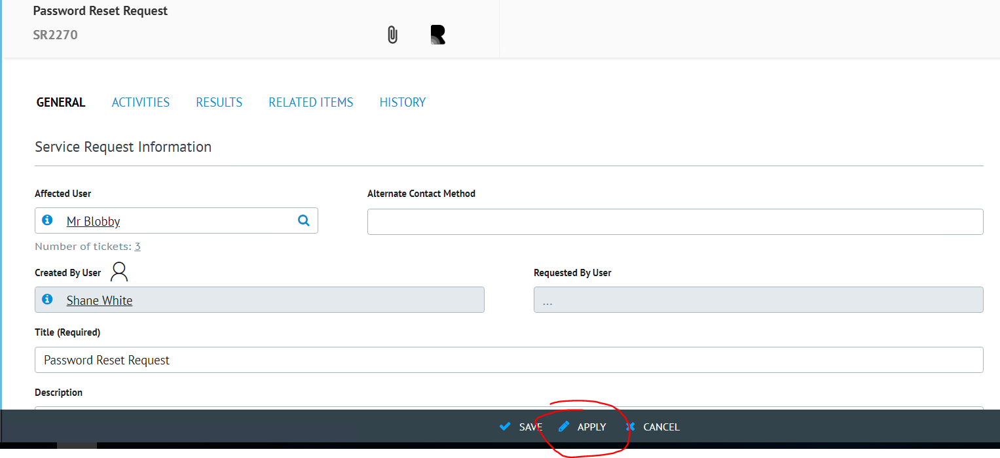 Password Reset Request
SR2270
GENERAL ACTIVITIES RESULTS RELATED ITEMS HISTORY
Service Request Information
Affected User Alternate Contact Method
Mr Blobby
Number of tickets: 3
Created By User Requested By User
Shane White ...
Title (Required)
Password Reset Request
Description
SAVE APPLY CANCEL